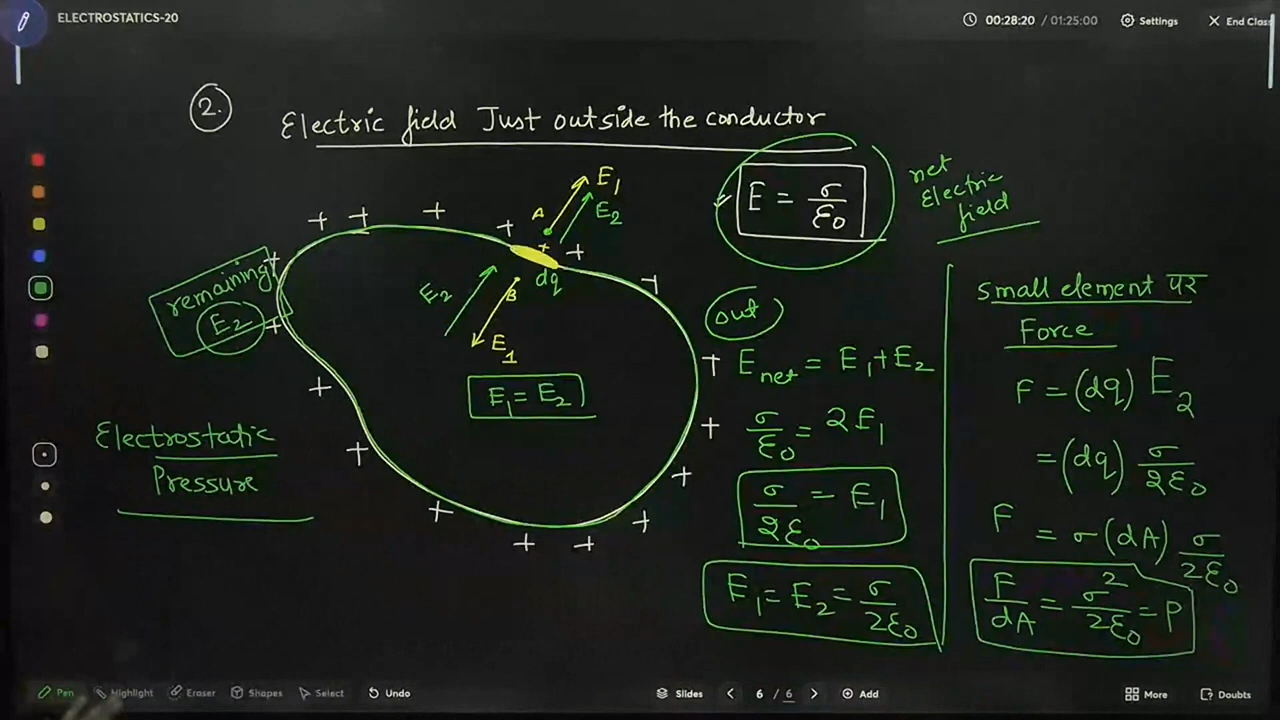 ELECTROSTATICS-20
00:28:20 / 01:25:00
Settings
End Class
2.
Electric field Just outside the conductor
E = σ/ε₀
net
Electric
field
E₁
E₂
A
+
dq
B
E₂
E₁
E₁ = E₂
remaining
E₂
Electrostatic
Pressure
out
E net = E₁ + E₂
σ/ε₀ = 2E₁
σ/2ε₀ = E₁
E₁ = E₂ = σ/2ε₀
small element पर
Force
F = (dq) E₂
= (dq) σ/2ε₀
F = σ(dA) σ/2ε₀
F/dA = σ²/2ε₀ = P
Pen
Highlight
Eraser
Shapes
Select
Undo
Slides
6 / 6
Add
More
Doubts